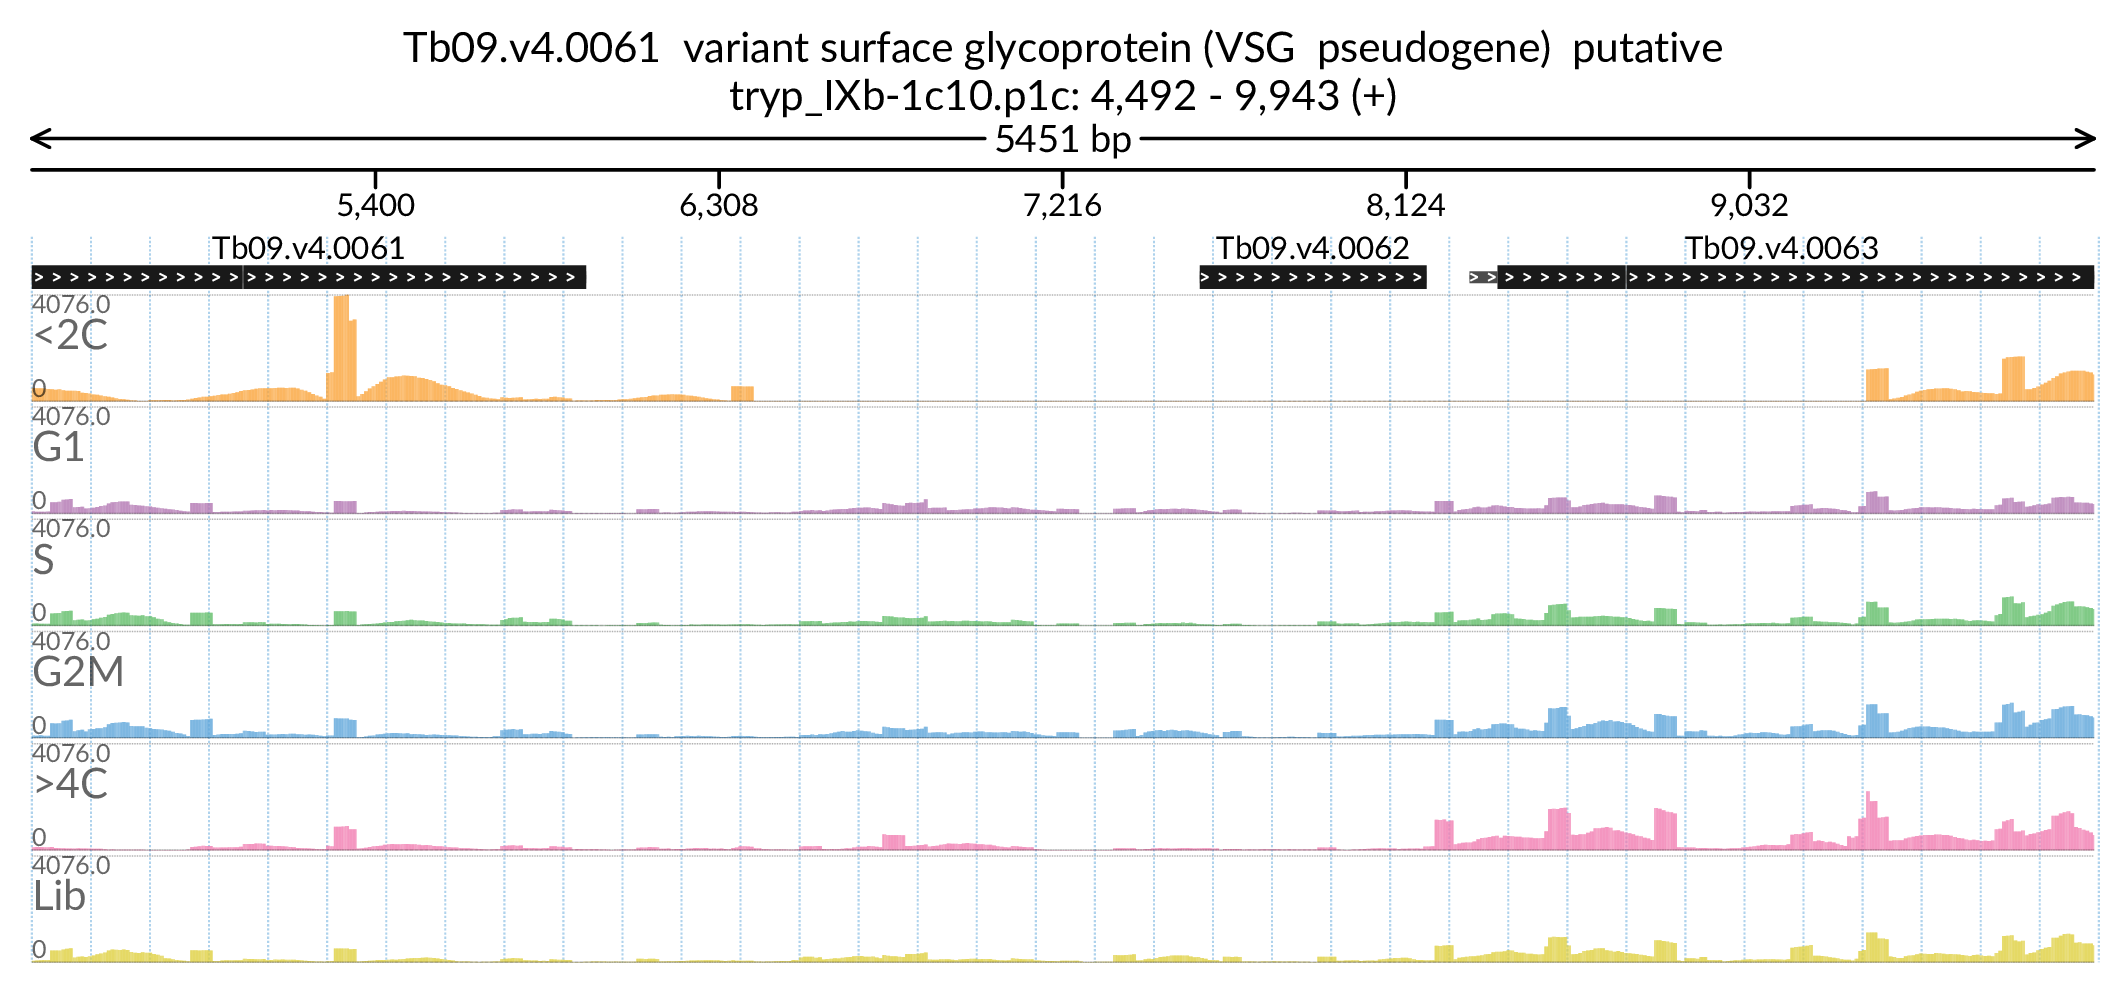 Tb09.v4.0061 variant surface glycoprotein (VSG pseudogene) putative
tryp_IXb-1c10.p1c: 4,492 - 9,943 (+)
5451 bp
5,400 6,308 7,216 8,124 9,032
Tb09.v4.0061 Tb09.v4.0062 Tb09.v4.0063
4076.0
<2C
0
4076.0
G1
0
4076.0
S
0
4076.0
G2M
0
4076.0
>4C
0
4076.0
Lib
0